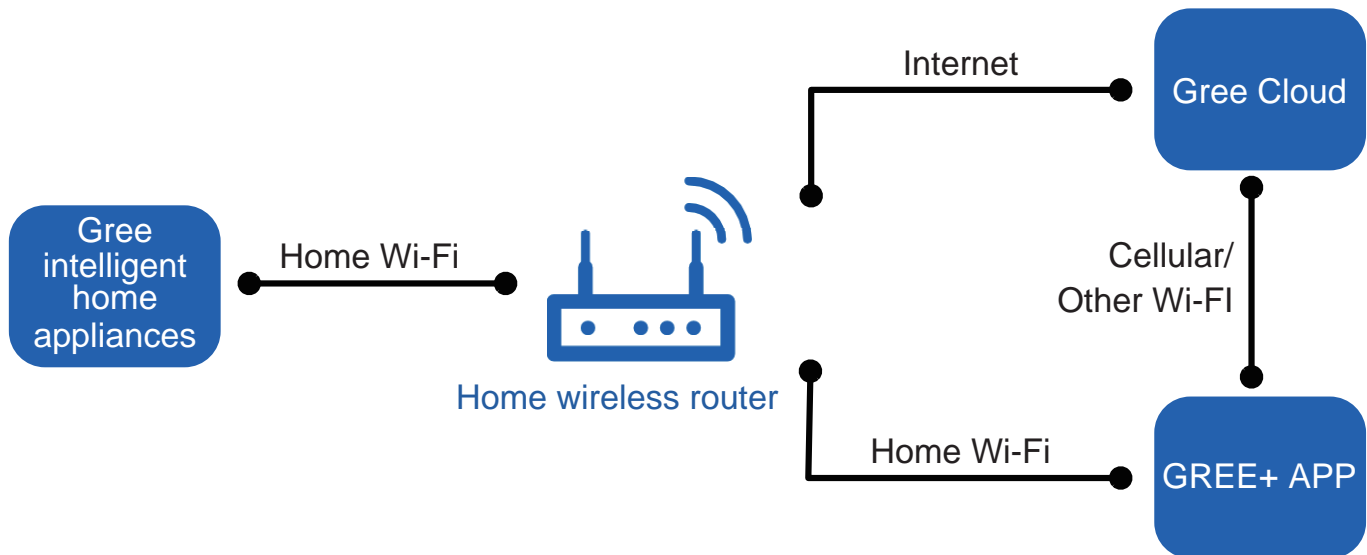 Internet
Gree Cloud
Gree
intelligent
home
appliances
Home Wi-Fi
Cellular/
Other Wi-FI
Home wireless router
Home Wi-Fi
GREE+ APP